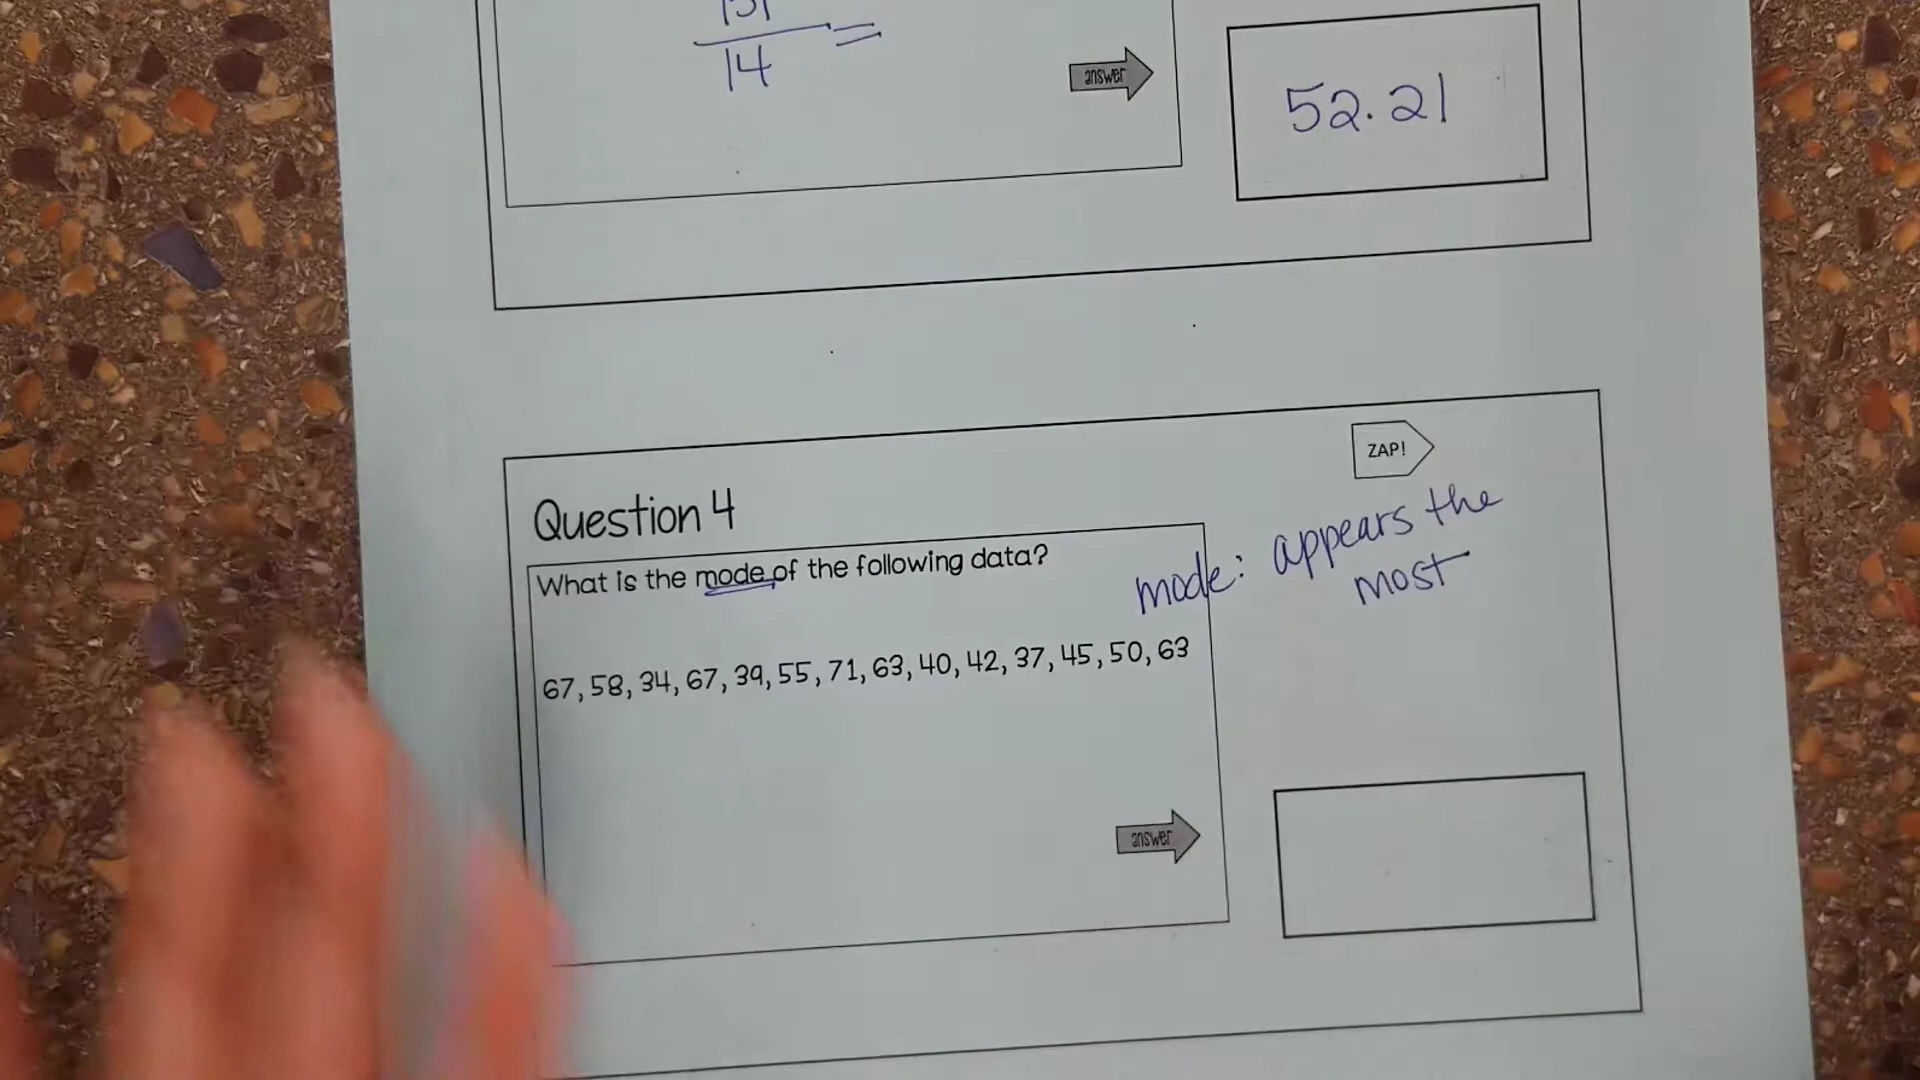 14
=
answer
52.21
ZAP!
Question 4
What is the mode of the following data?
mode: appears the
most
67, 58, 34, 67, 39, 55, 71, 63, 40, 42, 37, 45, 50, 63
answer